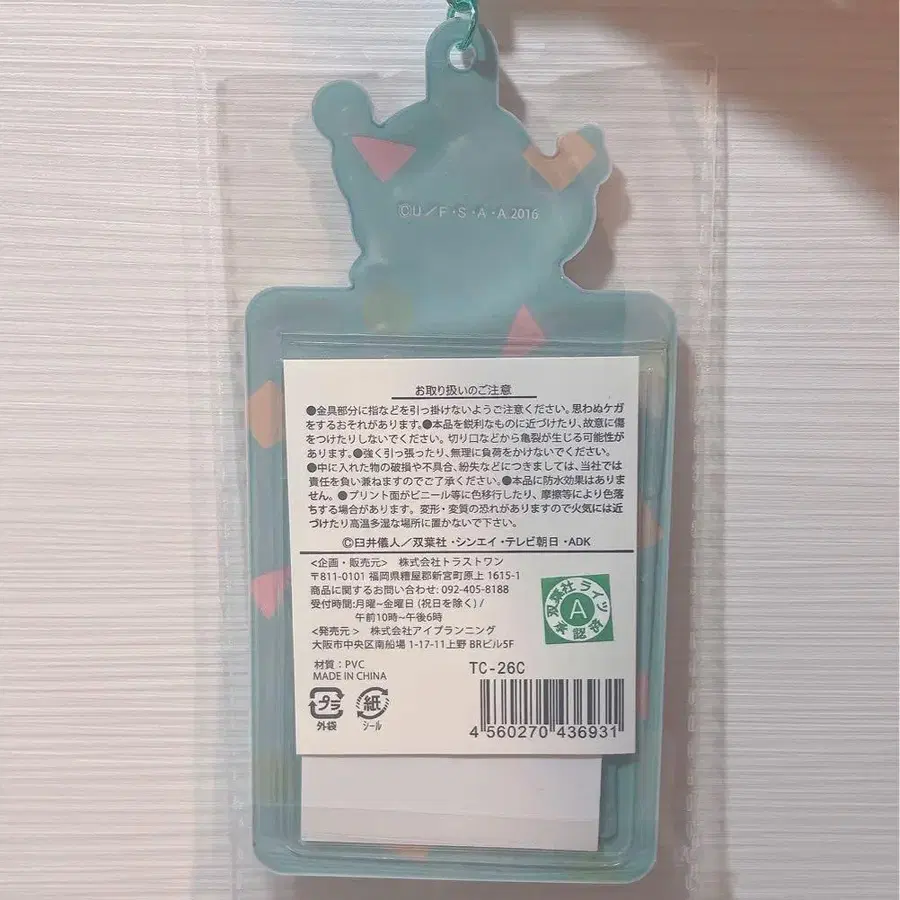 ©U／F・S・A・A 2016
お取り扱いのご注意
●金具部分に指などを引っ掛けないようご注意ください。思わぬケガ
をするおそれがあります。●本品を鋭利なものに近づけたり、故意に傷
をつけたりしないでください。切り口などから亀裂が生じる可能性が
あります。●強く引っ張ったり、無理に負荷をかけないでください。
●中に入れた物の破損や不具合、紛失などにつきましては、当社では
責任を負い兼ねますのでご了承ください。●本品に防水効果はありま
せん。●プリント面がビニール等に色移行したり、摩擦等により色落
ちする場合があります。変形・変質の恐れがありますので火気には近
づけたり高温多湿な場所に置かないで下さい。
©臼井儀人／双葉社・シンエイ・テレビ朝日・ADK
<企画・販売元> 株式会社トラストワン
〒811-0101 福岡県糟屋郡新宮町原上 1615-1
商品に関するお問い合わせ: 092-405-8188
受付時間:月曜~金曜日 (祝日を除く) /
午前10時~午後6時
<発売元> 株式会社アイプランニング
大阪市中央区南船場 1-17-11上野 BRビル5F
双葉社ライツ
A
承認済
材質：PVC
MADE IN CHINA
TC-26C
プラ
外袋
紙
シール
4 560270 436931